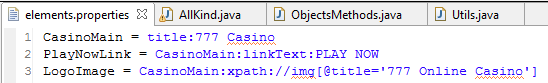 elements.properties AllKind.java ObjectsMethods.java Utils.java
1 CasinoMain = title:777 Casino
2 PlayNowLink = CasinoMain:linkText:PLAY NOW
3 LogoImage = CasinoMain:xpath://img[@title='777 Online Casino']